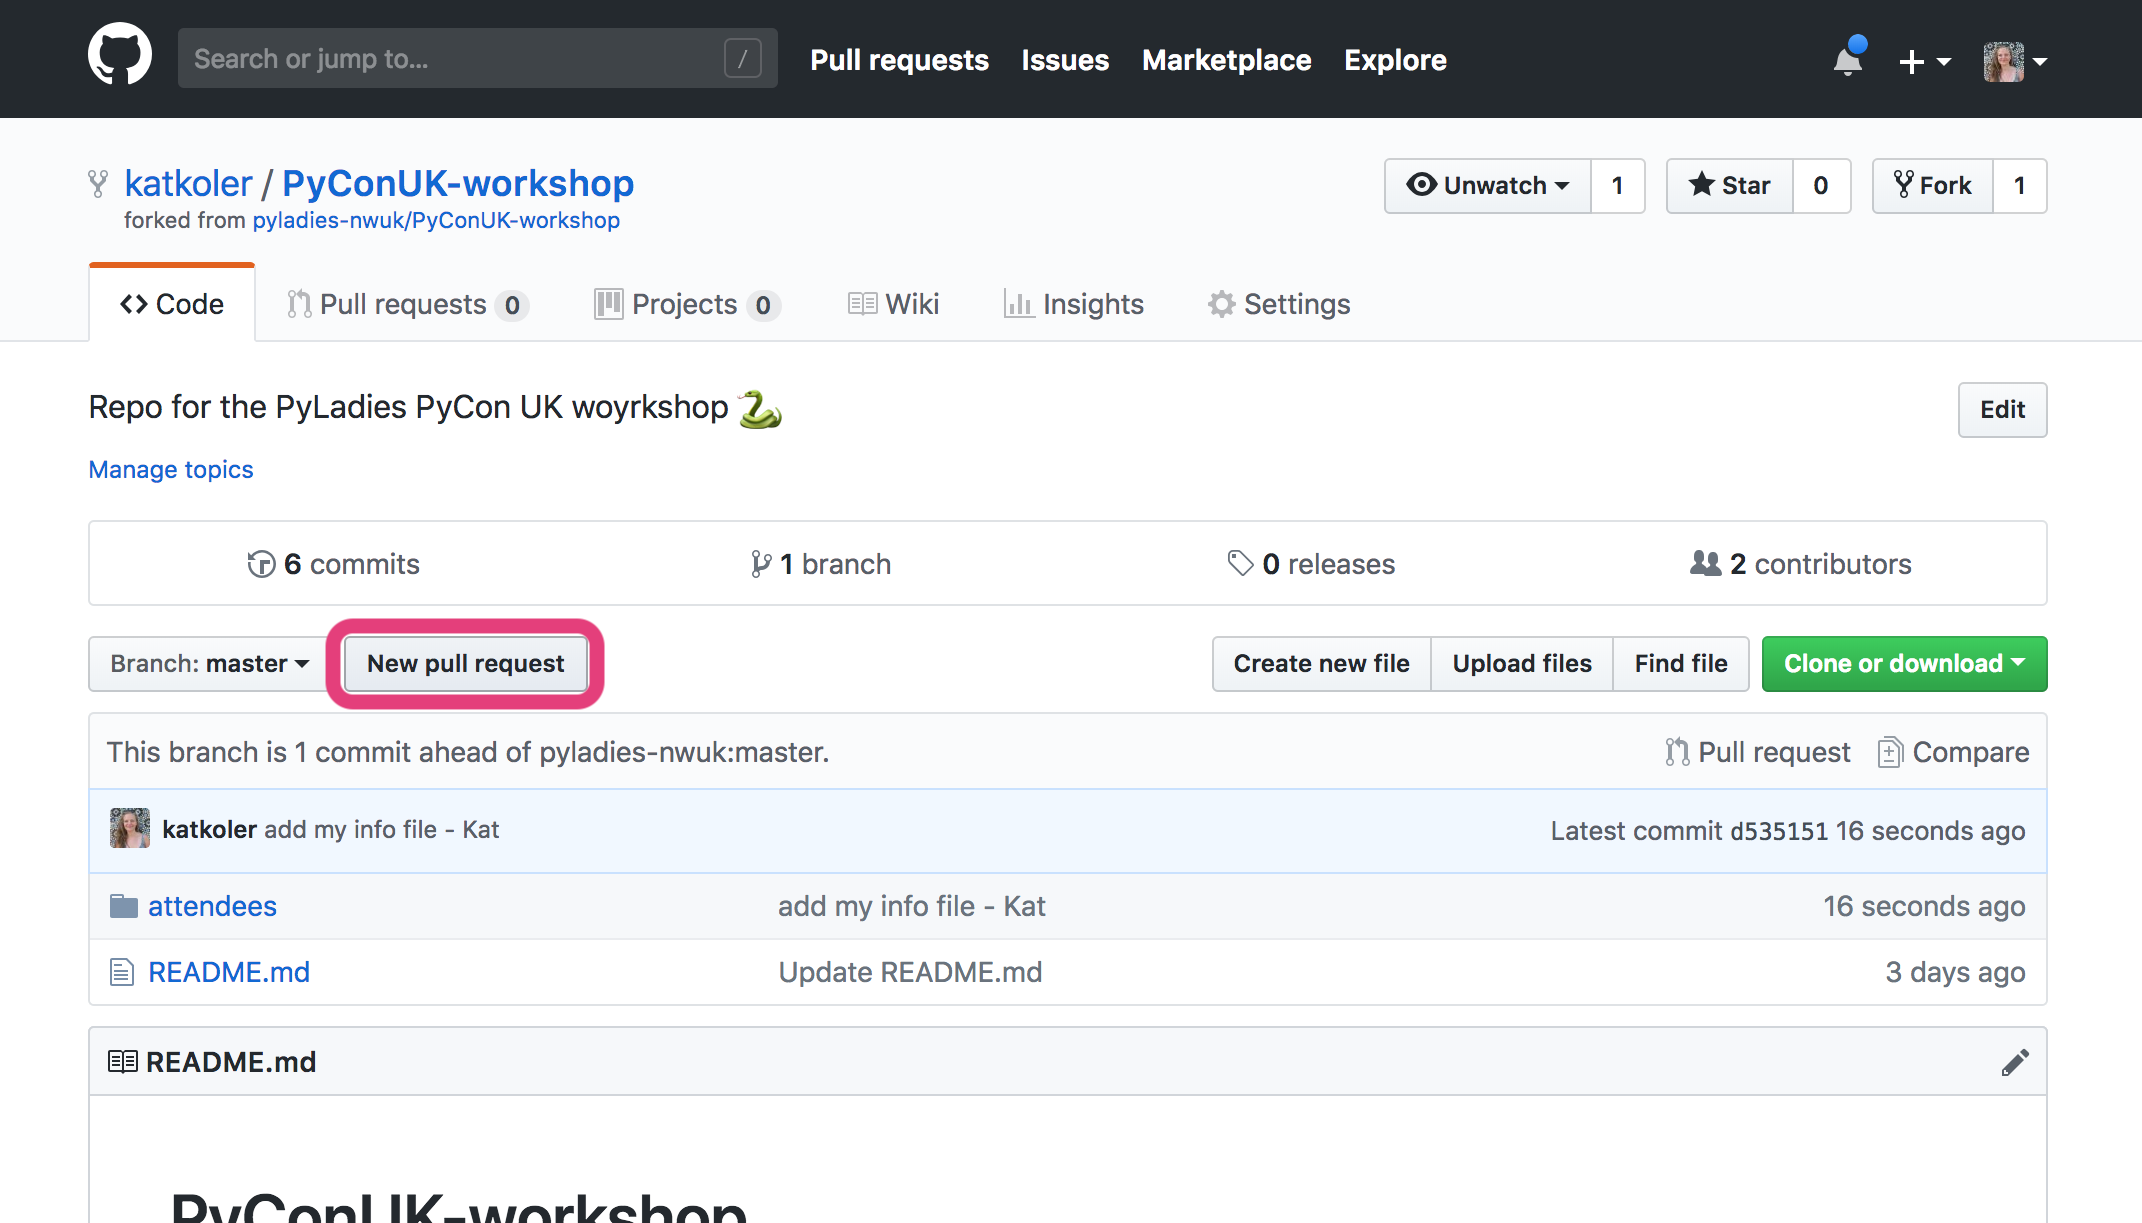 Search or jump to... / Pull requests Issues Marketplace Explore
katkoler / PyConUK-workshop Unwatch 1 Star 0 Fork 1
forked from pyladies-nwuk/PyConUK-workshop
Code Pull requests 0 Projects 0 Wiki Insights Settings
Repo for the PyLadies PyCon UK woyrkshop 🐍 Edit
Manage topics
6 commits 1 branch 0 releases 2 contributors
Branch: master New pull request Create new file Upload files Find file Clone or download
This branch is 1 commit ahead of pyladies-nwuk:master. Pull request Compare
katkoler add my info file - Kat Latest commit d535151 16 seconds ago
attendees add my info file - Kat 16 seconds ago
README.md Update README.md 3 days ago
README.md
PyConUK-workshop